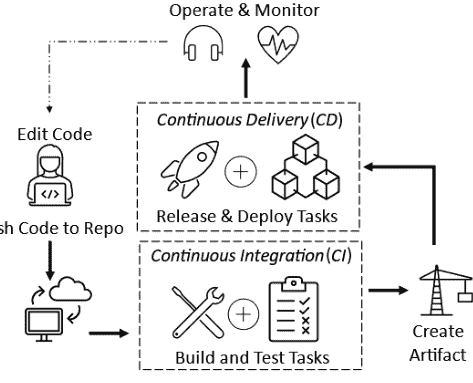 Operate & Monitor
Edit Code
Continuous Delivery (CD)
Release & Deploy Tasks
</> 
Code to Repo
Continuous Integration (CI)
Build and Test Tasks
Create
Artifact